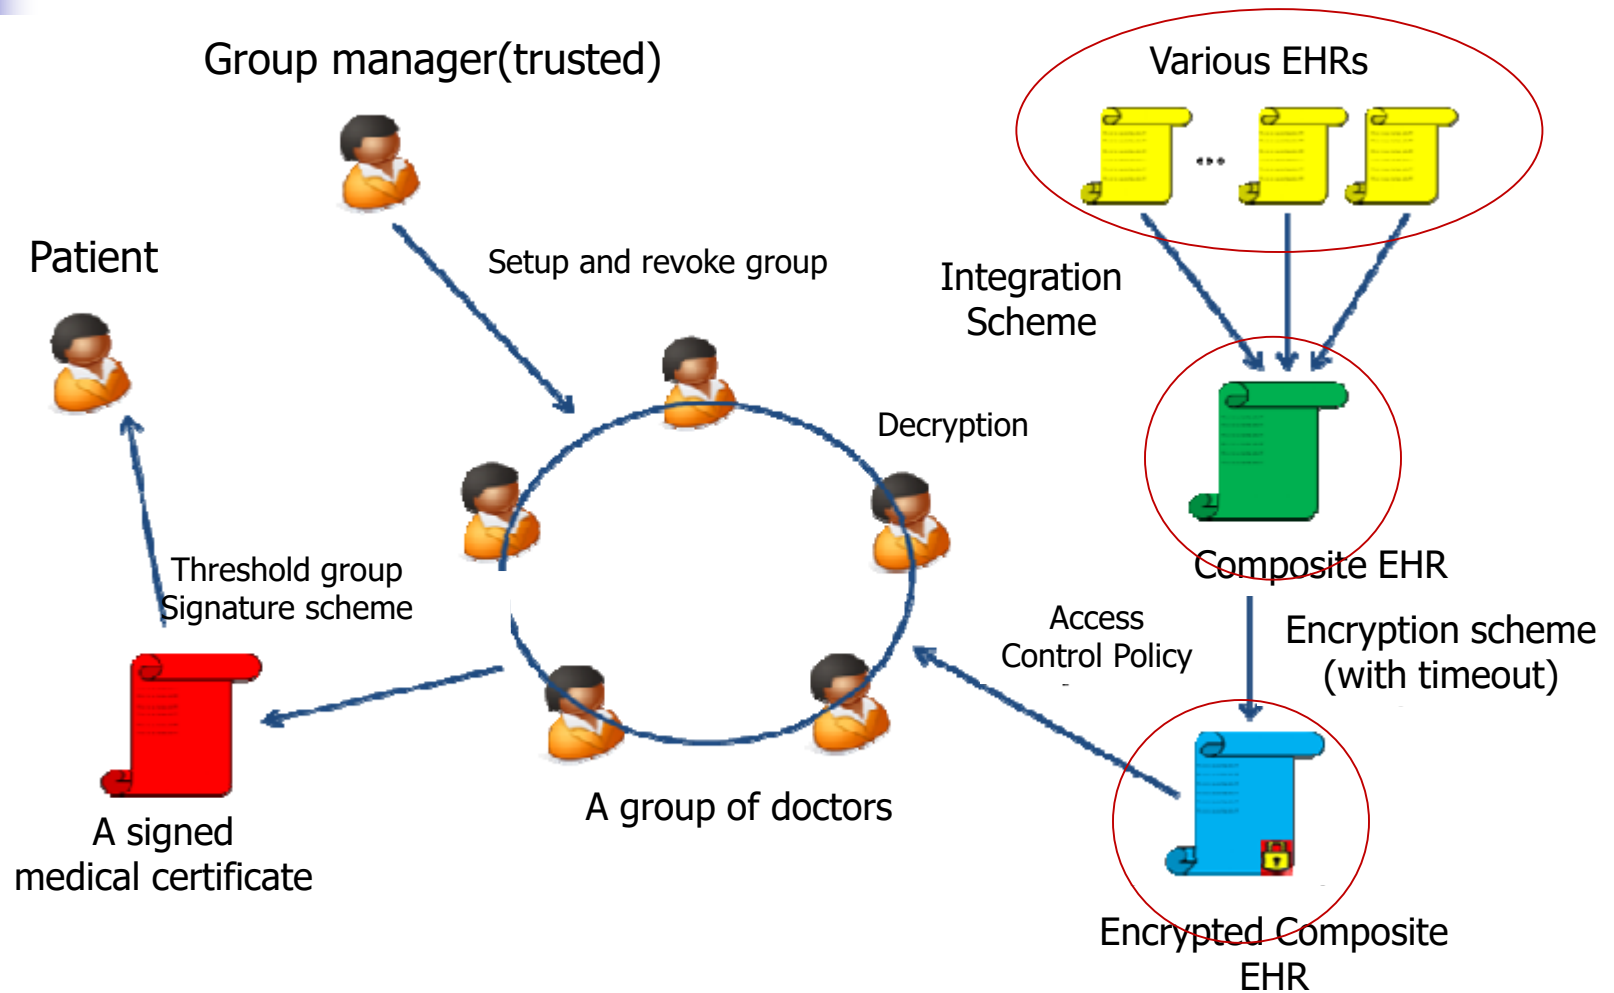 Group manager(trusted)
Various EHRs
Patient
Setup and revoke group
Integration
Scheme
Decryption
Composite EHR
Threshold group
Signature scheme
Access
Control Policy
Encryption scheme
(with timeout)
A group of doctors
A signed
medical certificate
Encrypted Composite
EHR